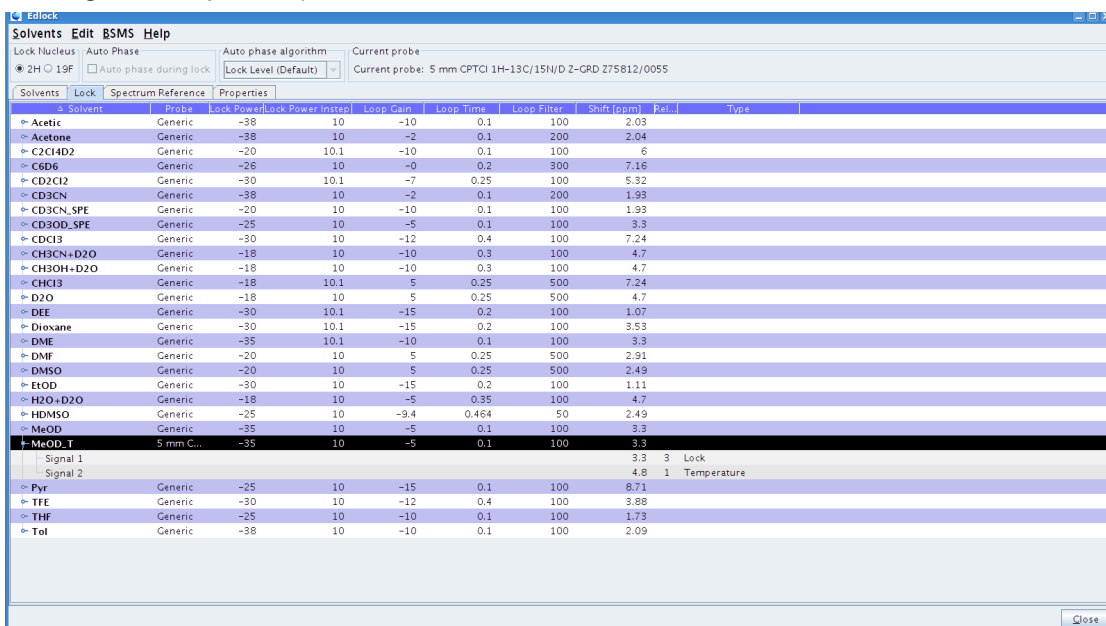 Edlock
Solvents Edit BSMS Help
Lock Nucleus Auto Phase Auto phase algorithm Current probe
2H 19F Auto phase during lock Lock Level (Default) Current probe: 5 mm CPTCI 1H-13C/15N/D Z-GRD Z75812/0055
Solvents Lock Spectrum Reference Properties
Solvent Probe Lock Power Lock Power Instep Loop Gain Loop Time Loop Filter Shift [ppm] Rel... Type
Acetic Generic -38 10 -10 0.1 100 2.03
Acetone Generic -38 10 -2 0.1 200 2.04
C2Cl4D2 Generic -20 10.1 -10 0.1 100 6
C6D6 Generic -26 10 -0 0.2 300 7.16
CD2Cl2 Generic -30 10.1 -7 0.25 100 5.32
CD3CN Generic -38 10 -2 0.1 200 1.93
CD3CN_SPE Generic -20 10 -10 0.1 100 1.93
CD3OD_SPE Generic -25 10 -5 0.1 100 3.3
CDCl3 Generic -30 10 -12 0.4 100 7.24
CH3CN+D2O Generic -18 10 -10 0.3 100 4.7
CH3OH+D2O Generic -18 10 -10 0.3 100 4.7
CHCl3 Generic -18 10.1 5 0.25 500 7.24
D2O Generic -18 10 5 0.25 500 4.7
DEE Generic -30 10.1 -15 0.2 100 1.07
Dioxane Generic -30 10.1 -15 0.2 100 3.53
DME Generic -35 10.1 -10 0.1 100 3.3
DMF Generic -20 10 5 0.25 500 2.91
DMSO Generic -20 10 5 0.25 500 2.49
EtOD Generic -30 10 -15 0.2 100 1.11
H2O+D2O Generic -18 10 -5 0.35 100 4.7
HDMSO Generic -25 10 -9.4 0.464 50 2.49
MeOD Generic -35 10 -5 0.1 100 3.3
MeOD_T 5 mm C... -35 10 -5 0.1 100 3.3
Signal 1 3.3 3 Lock
Signal 2 4.8 1 Temperature
Pyr Generic -25 10 -15 0.1 100 8.71
TFE Generic -30 10 -12 0.4 100 3.88
THF Generic -25 10 -10 0.1 100 1.73
Tol Generic -38 10 -10 0.1 100 2.09
Close